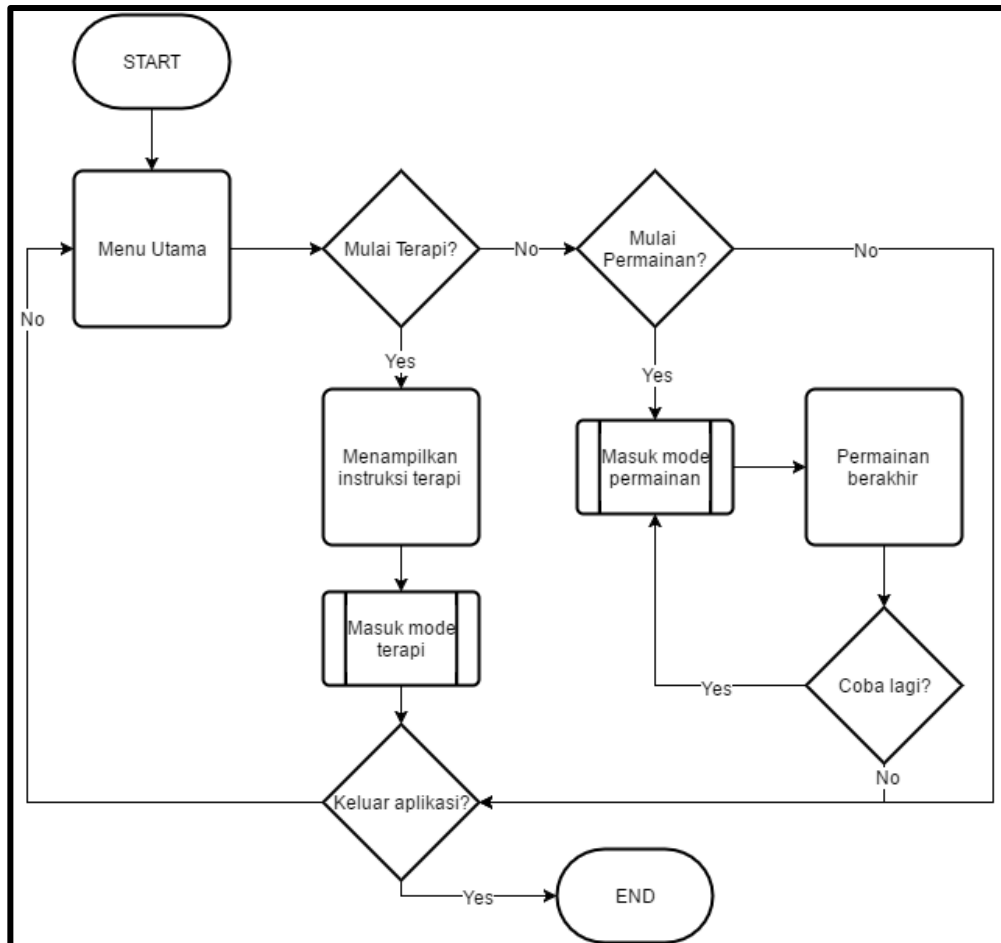 START
Menu Utama
Mulai Terapi?
No
Mulai
Permainan?
No
No
Yes
Yes
Menampilkan
instruksi terapi
Masuk mode
permainan
Permainan
berakhir
Masuk mode
terapi
Yes
Coba lagi?
No
Keluar aplikasi?
Yes
END